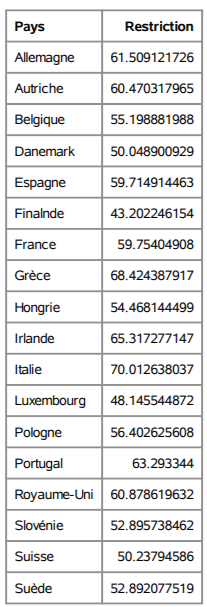 Pays Restriction
Allemagne 61.509121726
Autriche 60.470317965
Belgique 55.198881988
Danemark 50.048900929
Espagne 59.714914463
Finalnde 43.202246154
France 59.75404908
Grèce 68.424387917
Hongrie 54.468144499
Irlande 65.317277147
Italie 70.012638037
Luxembourg 48.145544872
Pologne 56.402625608
Portugal 63.293344
Royaume-Uni 60.878619632
Slovénie 52.895738462
Suisse 50.23794586
Suède 52.892077519